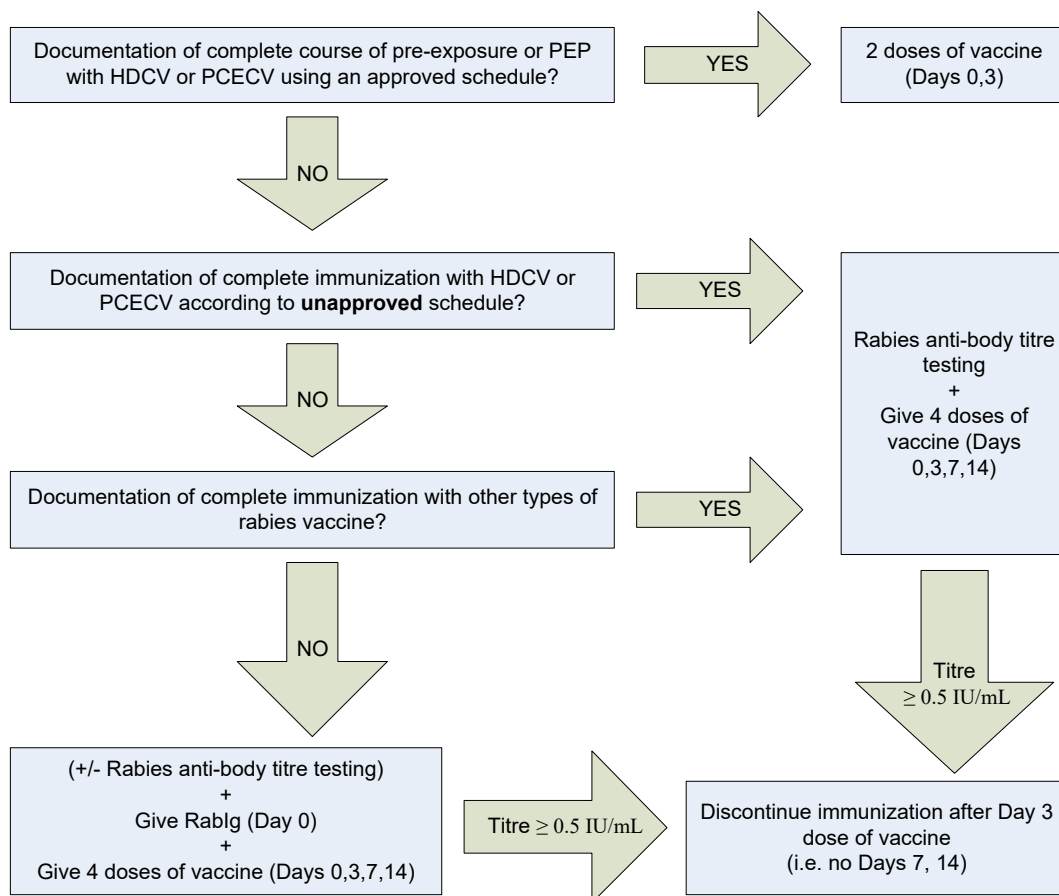 Documentation of complete course of pre-exposure or PEP
with HDCV or PCECV using an approved schedule?
YES
2 doses of vaccine
(Days 0,3)
NO
Documentation of complete immunization with HDCV or
PCECV according to unapproved schedule?
YES
Rabies anti-body titre
testing
+
Give 4 doses of
vaccine (Days
0,3,7,14)
NO
Documentation of complete immunization with other types of
rabies vaccine?
YES
NO
Titre
≥ 0.5 IU/mL
(+/- Rabies anti-body titre testing)
+
Give RabIg (Day 0)
+
Give 4 doses of vaccine (Days 0,3,7,14)
Titre ≥ 0.5 IU/mL
Discontinue immunization after Day 3
dose of vaccine
(i.e. no Days 7, 14)